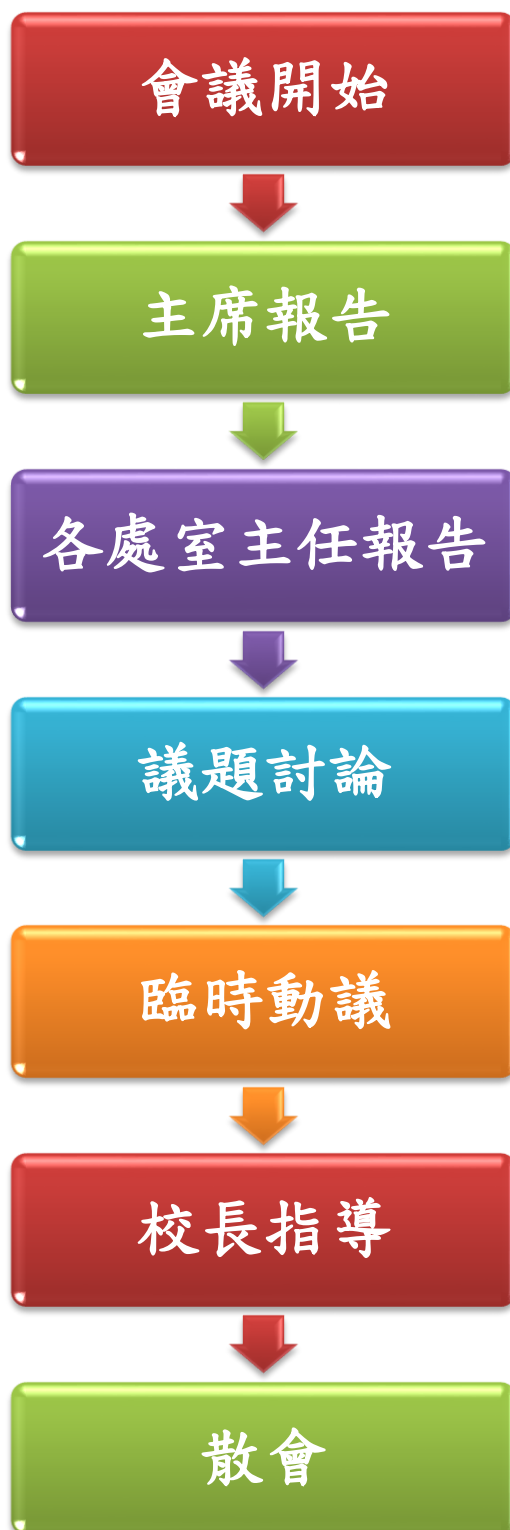 會議開始
主席報告
各處室主任報告
議題討論
臨時動議
校長指導
散會